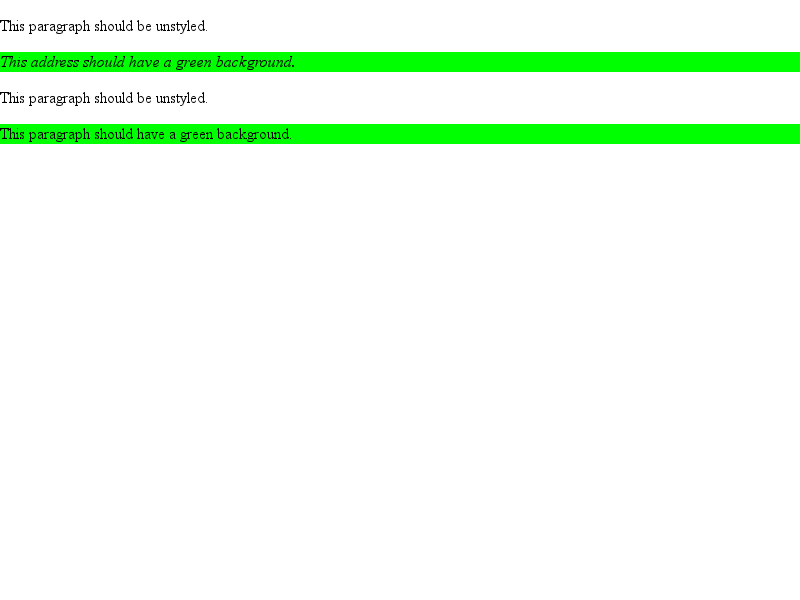 This paragraph should be unstyled.
This address should have a green background.
This paragraph should be unstyled.
This paragraph should have a green background.